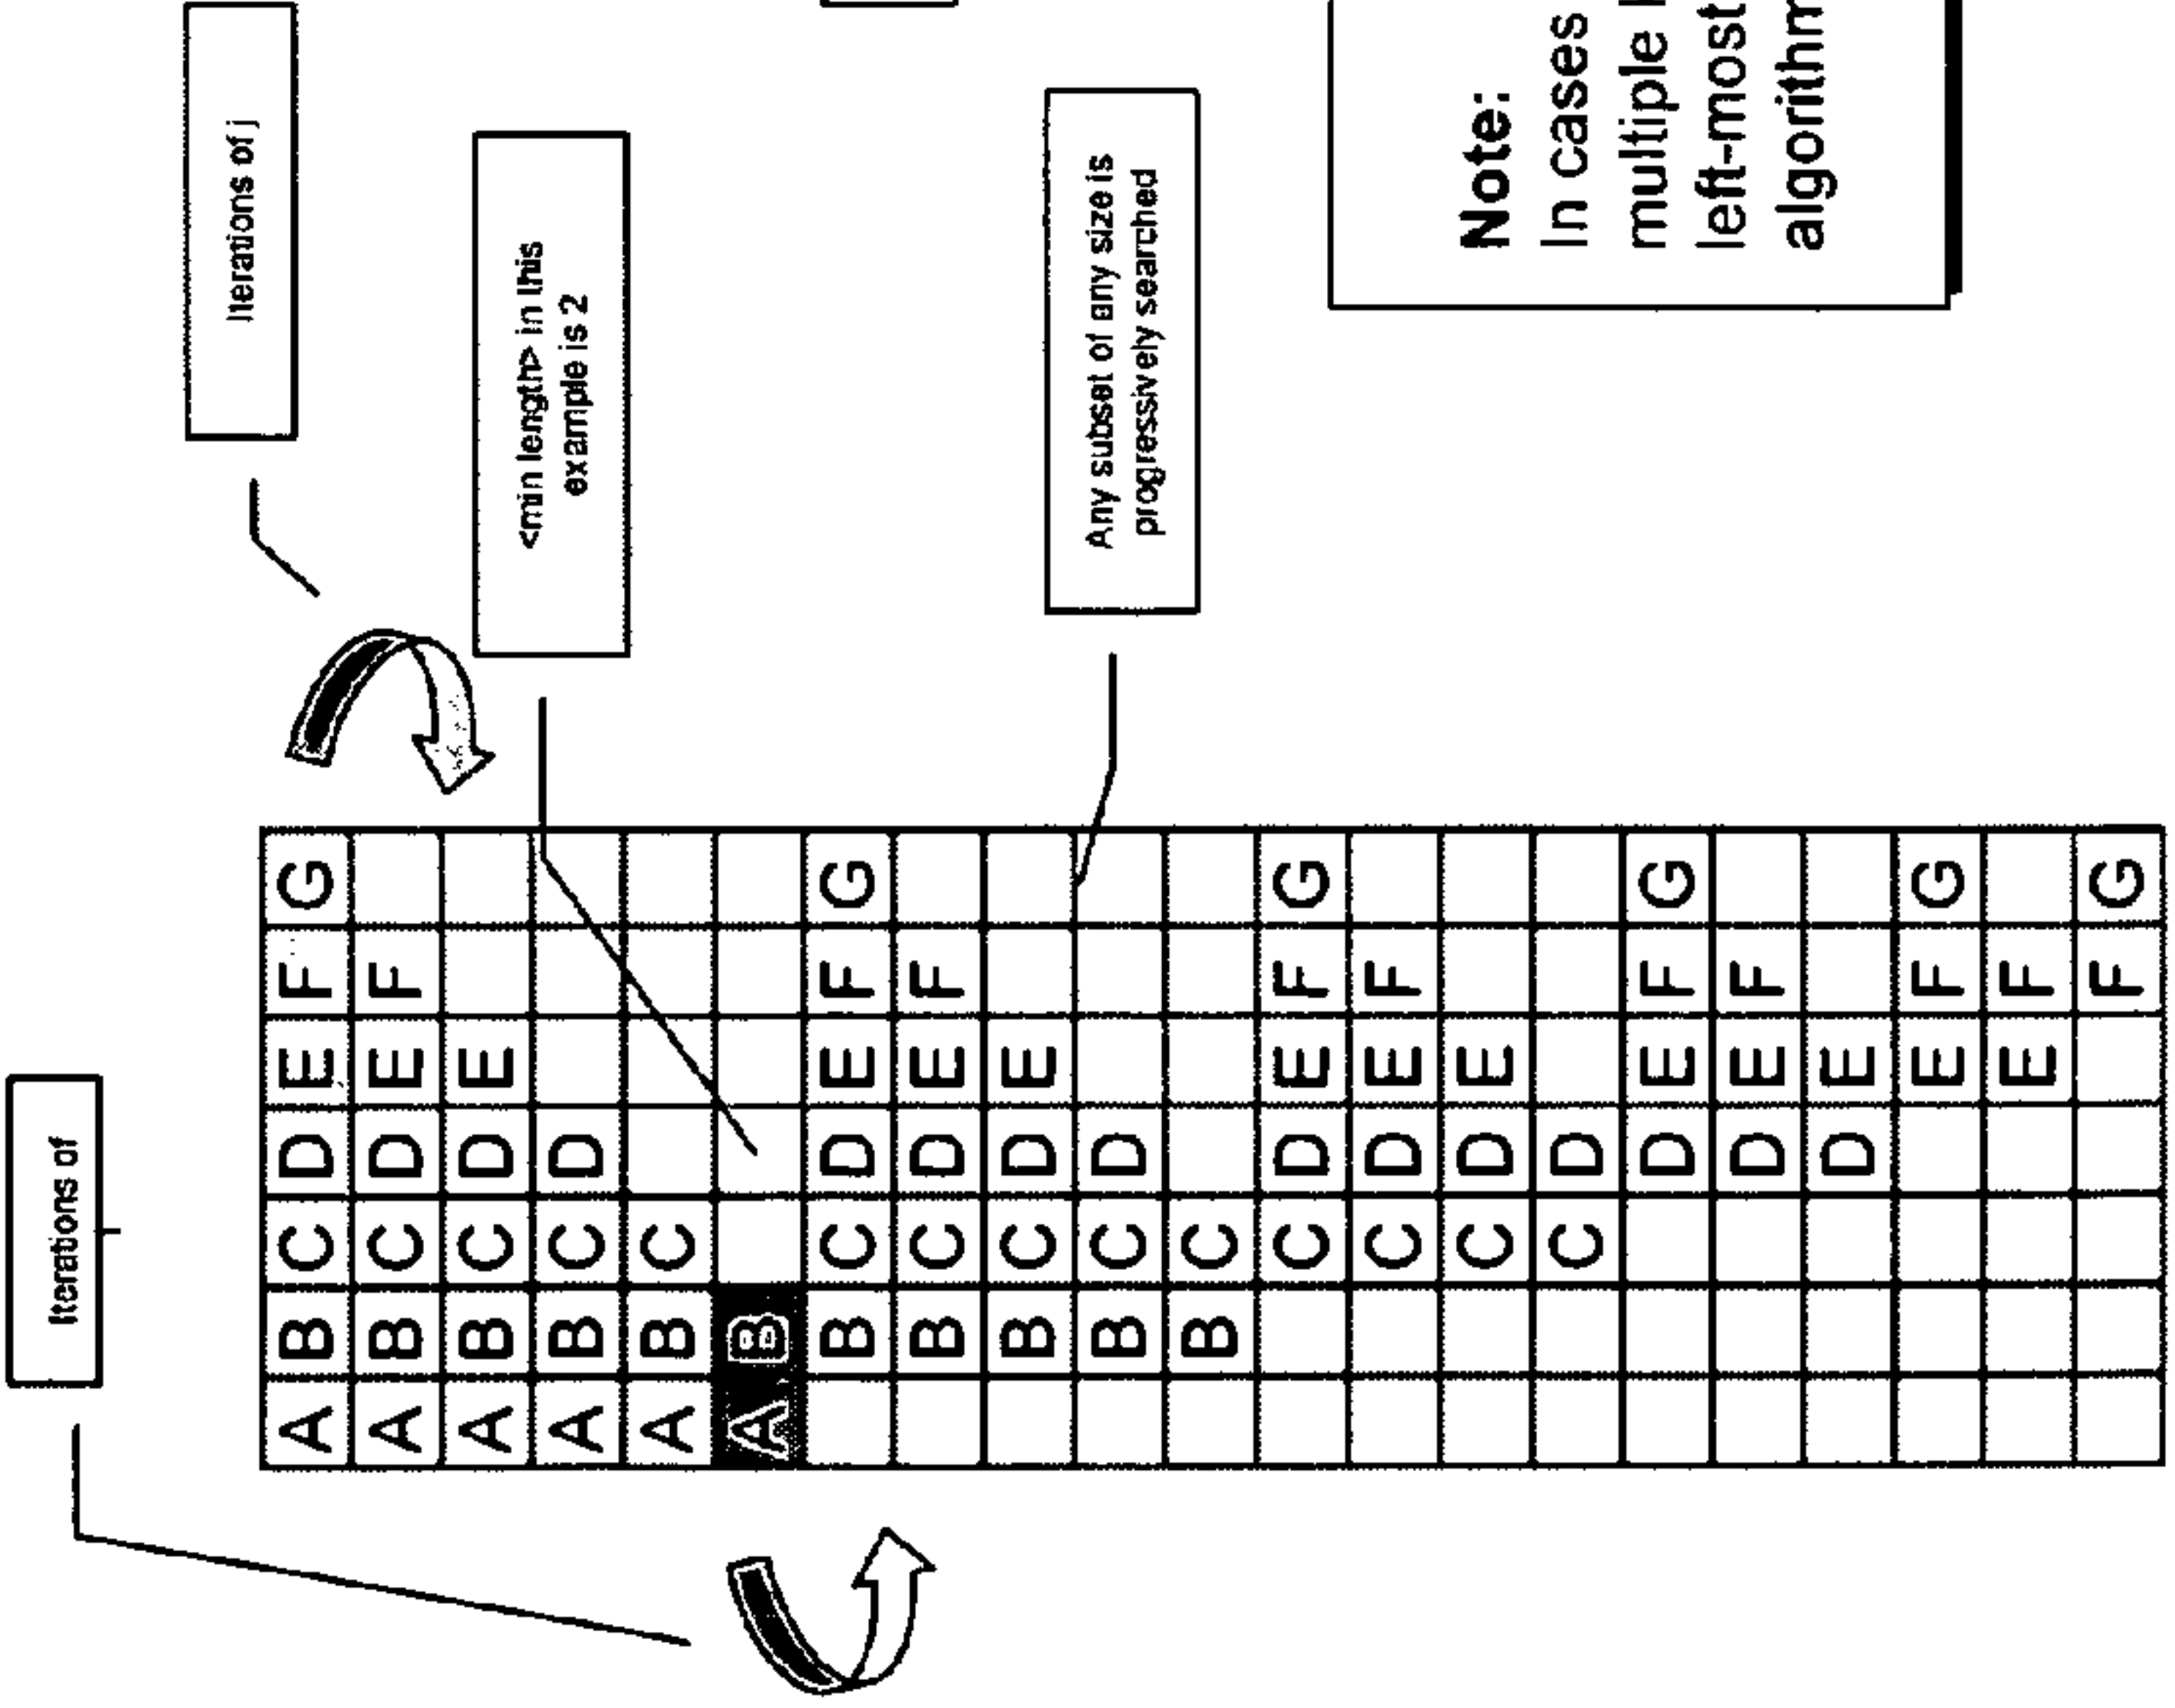 Iterations of
Iterations of j
<min length> in this
example is 2
Any subset of any size is
progressively searched
A B C D E F G
A B C D E F
A B C D E
A B C D
A B C
A B
B C D E F G
B C D E F
B C D E
B C D
B C
C D E F G
C D E F
C D E
C D
D E F G
D E F
D E
E F G
E F
F G
Note:
In cases
multiple
left-most
algorithm